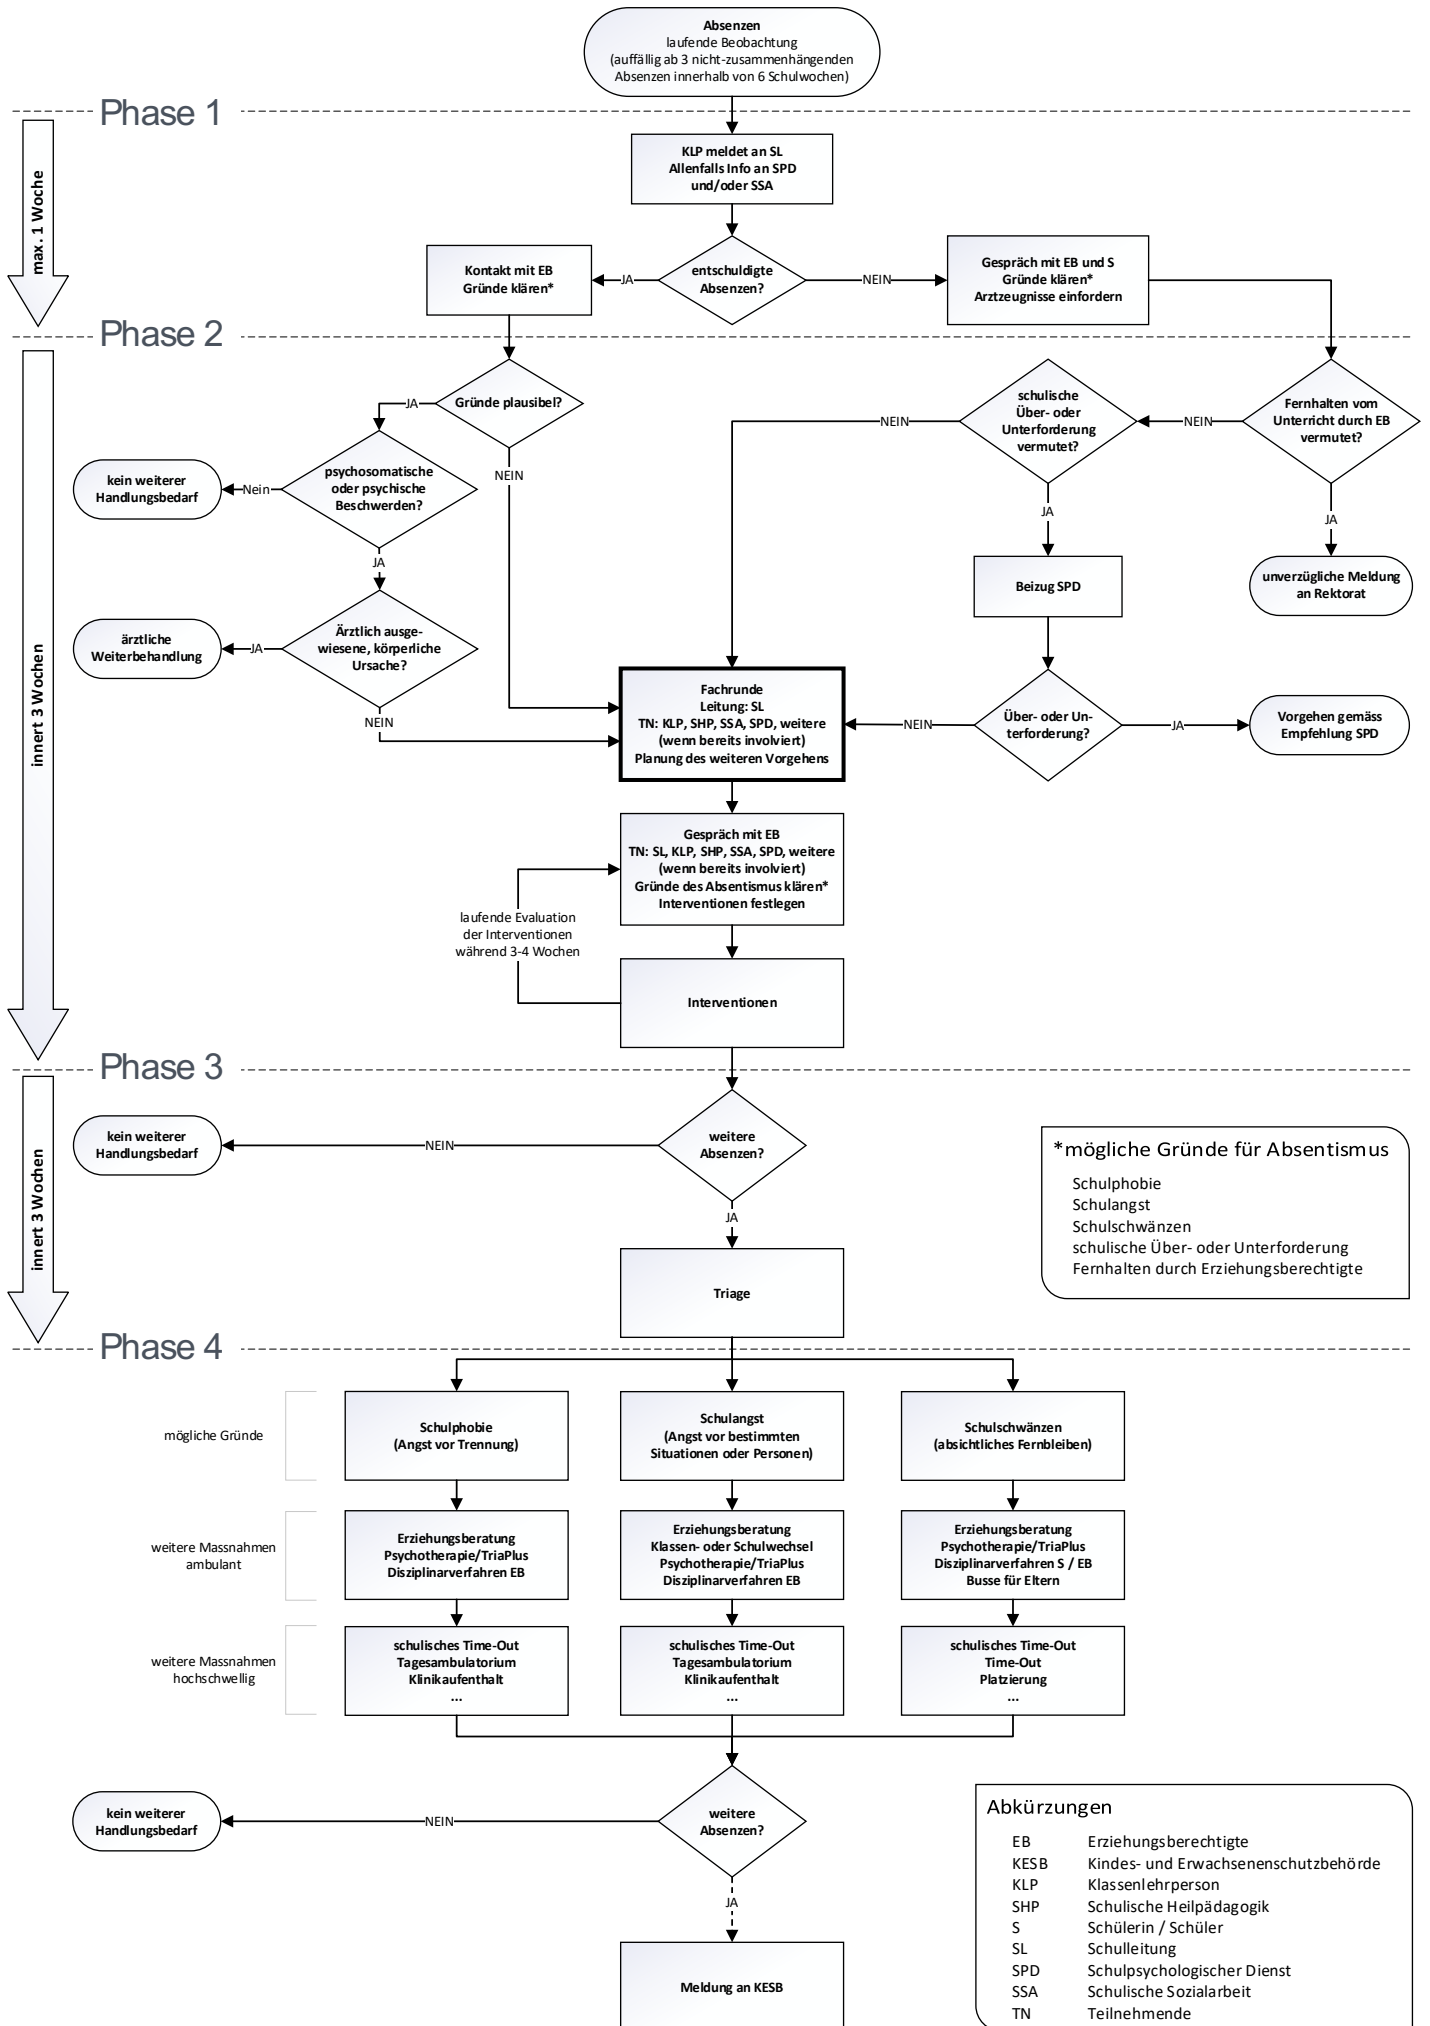 Absenzen
laufende Beobachtung
(auffällig ab 3 nicht-zusammenhängenden
Absenzen innerhalb von 6 Schulwochen)
Phase 1
max. 1 Woche
KLP meldet an SL
Allenfalls Info an SPD
und/oder SSA
Kontakt mit EB
Gründe klären*
JA
entschuldigte
Absenzen?
NEIN
Gespräch mit EB und S
Gründe klären*
Arztzeugnisse einfordern
Phase 2
innert 3 Wochen
Gründe plausibel?
JA
NEIN
schulische
Über- oder
Unterforderung
vermutet?
NEIN
NEIN
Fernhalten vom
Unterricht durch EB
vermutet?
kein weiterer
Handlungsbedarf
Nein
psychosomatische
oder psychische
Beschwerden?
JA
JA
JA
Beizug SPD
unverzügliche Meldung
an Rektorat
ärztliche
Weiterbehandlung
JA
Ärztlich ausge-
wiesene, körperliche
Ursache?
NEIN
Fachrunde
Leitung: SL
TN: KLP, SHP, SSA, SPD, weitere
(wenn bereits involviert)
Planung des weiteren Vorgehens
NEIN
Über- oder Un-
terforderung?
JA
Vorgehen gemäss
Empfehlung SPD
Gespräch mit EB
TN: SL, KLP, SHP, SSA, SPD, weitere
(wenn bereits involviert)
Gründe des Absentismus klären*
Interventionen festlegen
laufende Evaluation
der Interventionen
während 3-4 Wochen
Interventionen
Phase 3
innert 3 Wochen
kein weiterer
Handlungsbedarf
NEIN
weitere
Absenzen?
JA
Triage
*mögliche Gründe für Absentismus
Schulphobie
Schulangst
Schulschwänzen
schulische Über- oder Unterforderung
Fernhalten durch Erziehungsberechtigte
Phase 4
mögliche Gründe
Schulphobie
(Angst vor Trennung)
Schulangst
(Angst vor bestimmten
Situationen oder Personen)
Schulschwänzen
(absichtliches Fernbleiben)
weitere Massnahmen
ambulant
Erziehungsberatung
Psychotherapie/TriaPlus
Disziplinarverfahren EB
Erziehungsberatung
Klassen- oder Schulwechsel
Psychotherapie/TriaPlus
Disziplinarverfahren EB
Erziehungsberatung
Psychotherapie/TriaPlus
Disziplinarverfahren S / EB
Busse für Eltern
weitere Massnahmen
hochschwellig
schulisches Time-Out
Tagesambulatorium
Klinikaufenthalt
...
schulisches Time-Out
Tagesambulatorium
Klinikaufenthalt
...
schulisches Time-Out
Time-Out
Platzierung
...
kein weiterer
Handlungsbedarf
NEIN
weitere
Absenzen?
JA
Meldung an KESB
Abkürzungen
EB Erziehungsberechtigte
KESB Kindes- und Erwachsenenschutzbehörde
KLP Klassenlehrperson
SHP Schulische Heilpädagogik
S Schülerin / Schüler
SL Schulleitung
SPD Schulpsychologischer Dienst
SSA Schulische Sozialarbeit
TN Teilnehmende